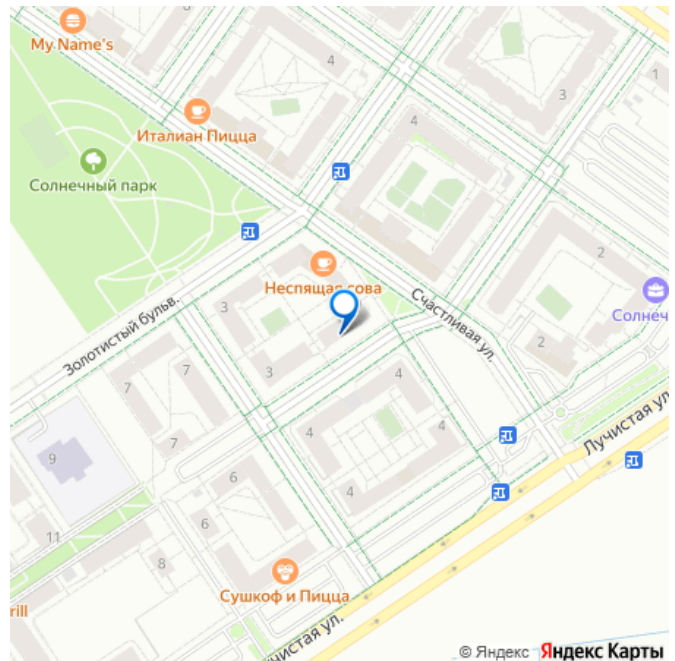 My Name's
4
1
3
Италиан Пицца
4
Солнечный парк
2
Неспящая сова
Солнеч
3
Счастливая ул.
Золотистый бульв.
2
3
7
7
4
Лучистая ул
7
4
4
9
6
4
6
11
8
Сушкоф и Пицца
rill
чистая ул.
© Яндекс Яндекс Карты